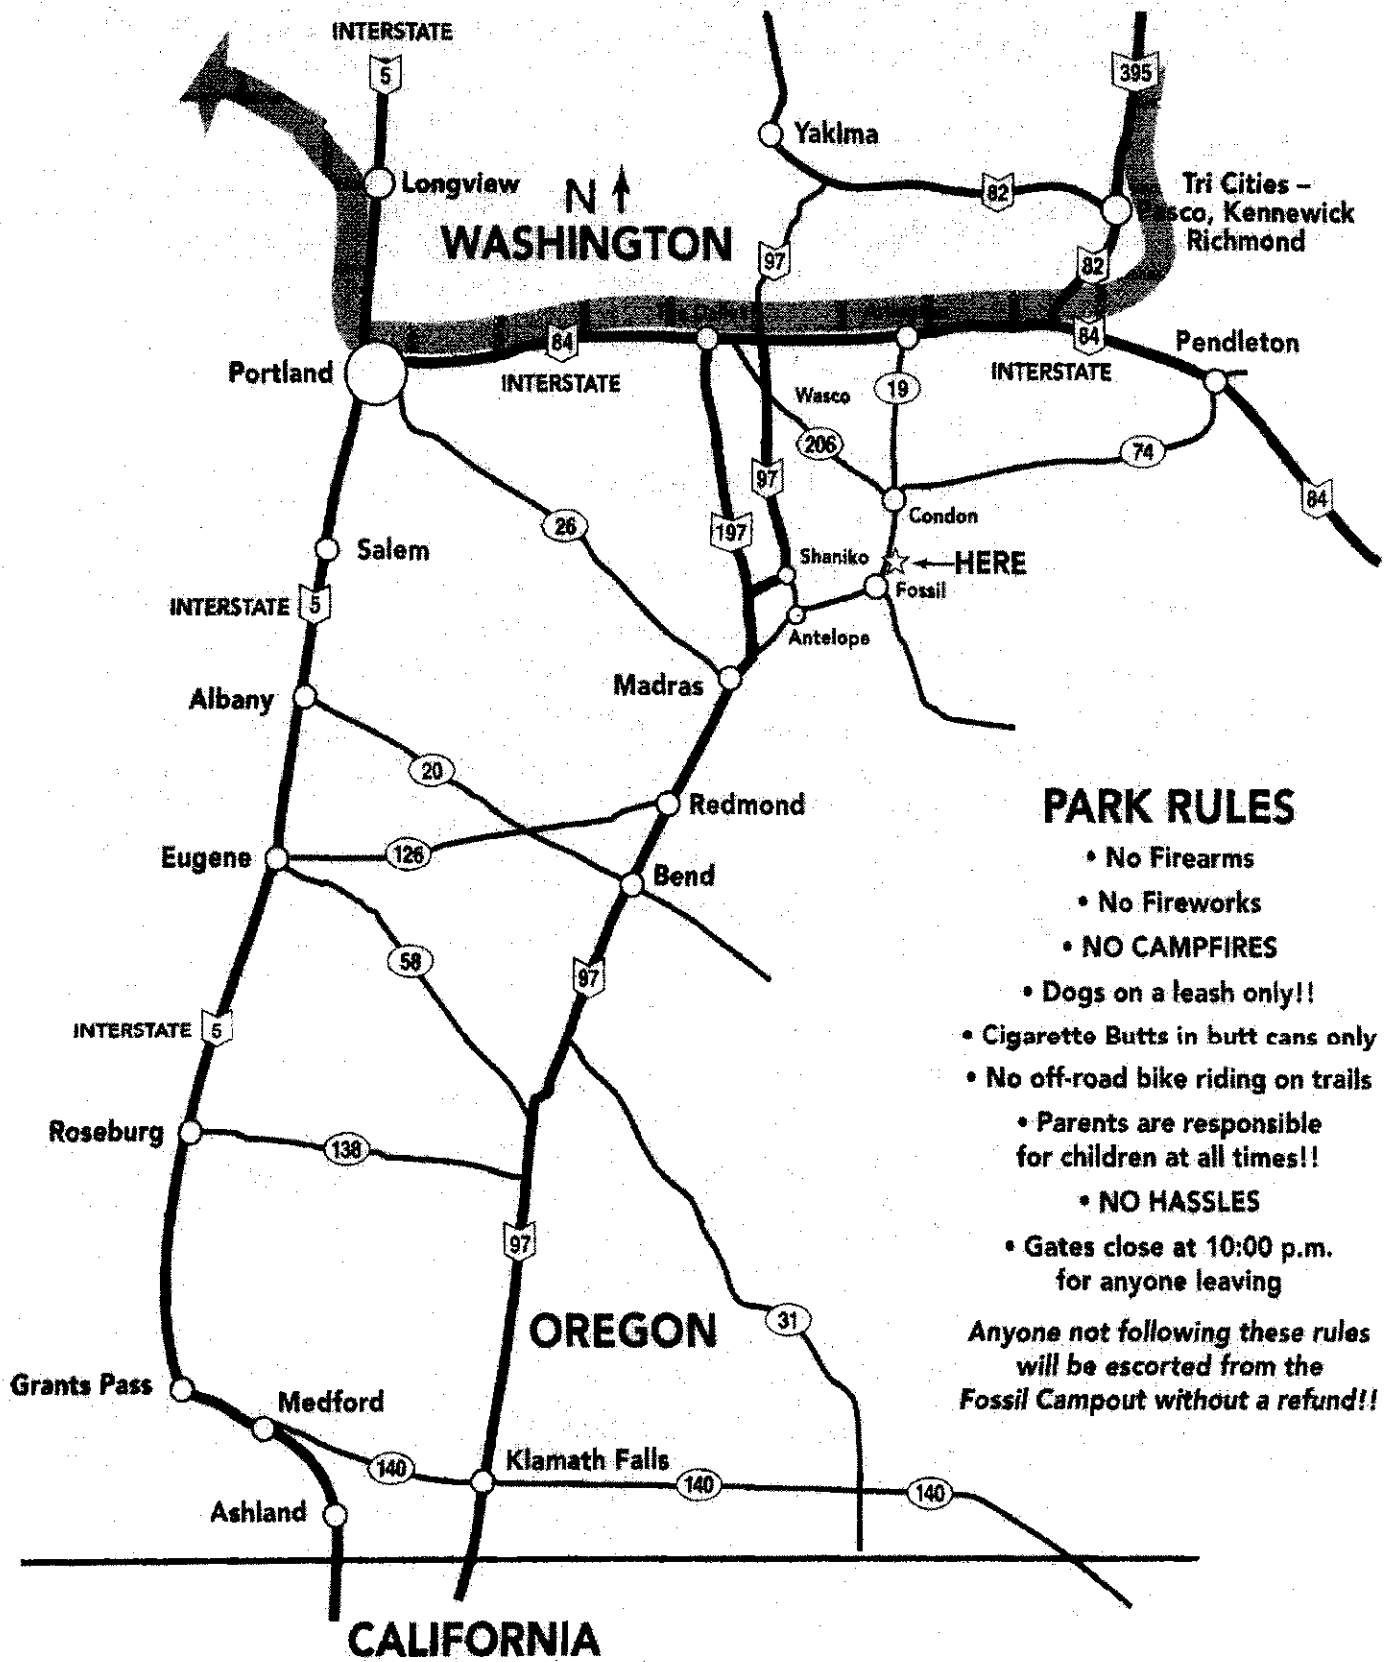 INTERSTATE
5
395
Yakima
Longview
N
WASHINGTON
82
Tri Cities –
Pasco, Kennewick
Richmond
97
82
The Dalles
Arlington
84
INTERSTATE
84
INTERSTATE
Pendleton
Portland
Wasco
19
206
74
97
84
Condon
26
197
Salem
Shaniko
HERE
Fossil
INTERSTATE 5
Antelope
Madras
Albany
20
Redmond
126
Eugene
Bend
58
97
INTERSTATE 5
Roseburg
138
97
OREGON
31
Grants Pass
Medford
140
Klamath Falls
140
140
Ashland
CALIFORNIA
PARK RULES
• No Firearms
• No Fireworks
• NO CAMPFIRES
• Dogs on a leash only!!
• Cigarette Butts in butt cans only
• No off-road bike riding on trails
• Parents are responsible
for children at all times!!
• NO HASSLES
• Gates close at 10:00 p.m.
for anyone leaving
Anyone not following these rules
will be escorted from the
Fossil Campout without a refund!!